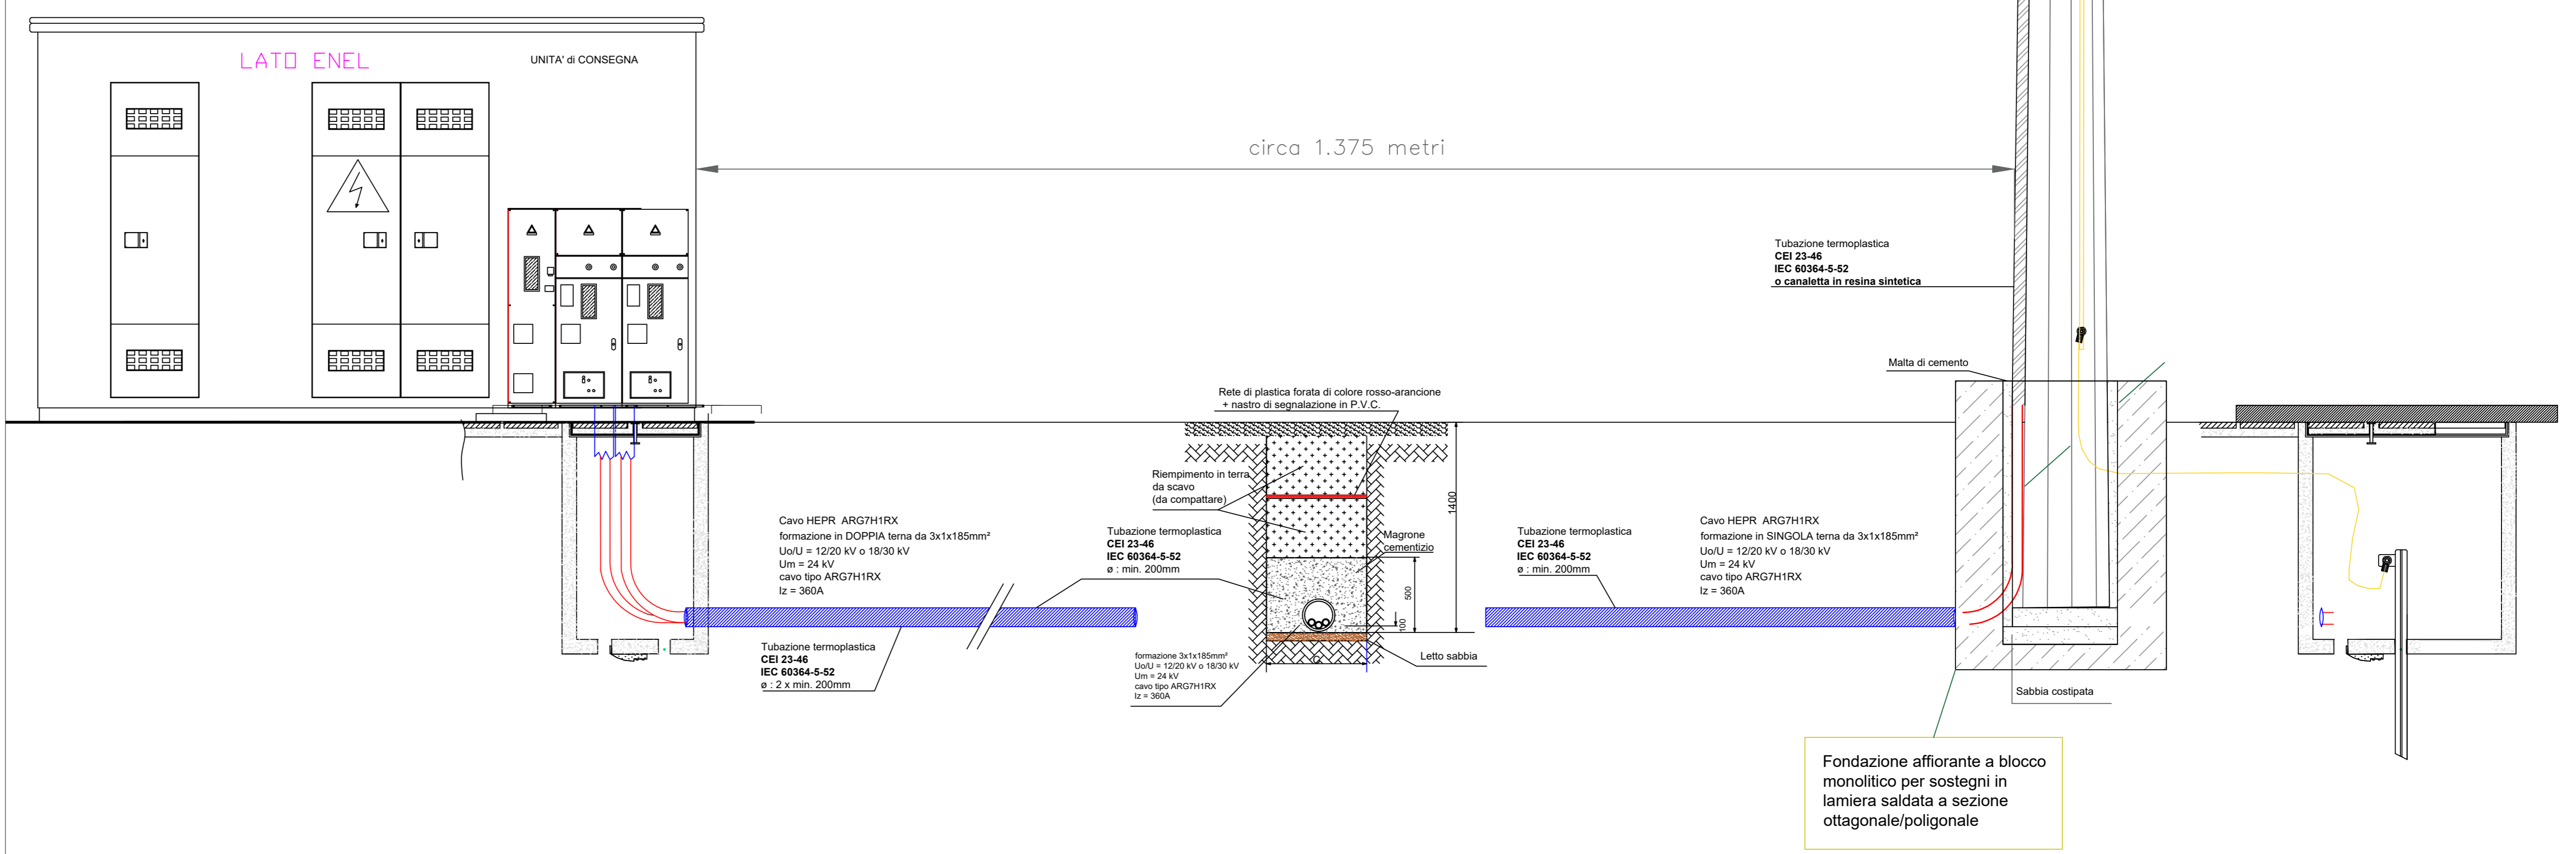 LATO ENEL
UNITA' di CONSEGNA
circa 1.375 metri
Tubazione termoplastica
CEI 23-46
IEC 60364-5-52
o canaletta in resina sintetica
Malta di cemento
Rete di plastica forata di colore rosso-arancione
+ nastro di segnalazione in P.V.C.
Riempimento in terra
da scavo
(da compattare)
1400
Cavo HEPR ARG7H1RX
formazione in DOPPIA terna da 3x1x185mm²
Uo/U = 12/20 kV o 18/30 kV
Um = 24 kV
cavo tipo ARG7H1RX
Iz = 360A
Tubazione termoplastica
CEI 23-46
IEC 60364-5-52
ø : min. 200mm
Magrone
cementizio
500
100
Tubazione termoplastica
CEI 23-46
IEC 60364-5-52
ø : min. 200mm
Cavo HEPR ARG7H1RX
formazione in SINGOLA terna da 3x1x185mm²
Uo/U = 12/20 kV o 18/30 kV
Um = 24 kV
cavo tipo ARG7H1RX
Iz = 360A
Tubazione termoplastica
CEI 23-46
IEC 60364-5-52
ø : 2 x min. 200mm
formazione 3x1x185mm²
Uo/U = 12/20 kV o 18/30 kV
Um = 24 kV
cavo tipo ARG7H1RX
Iz = 360A
Letto sabbia
Sabbia costipata
Fondazione affiorante a blocco
monolitico per sostegni in
lamiera saldata a sezione
ottagonale/poligonale